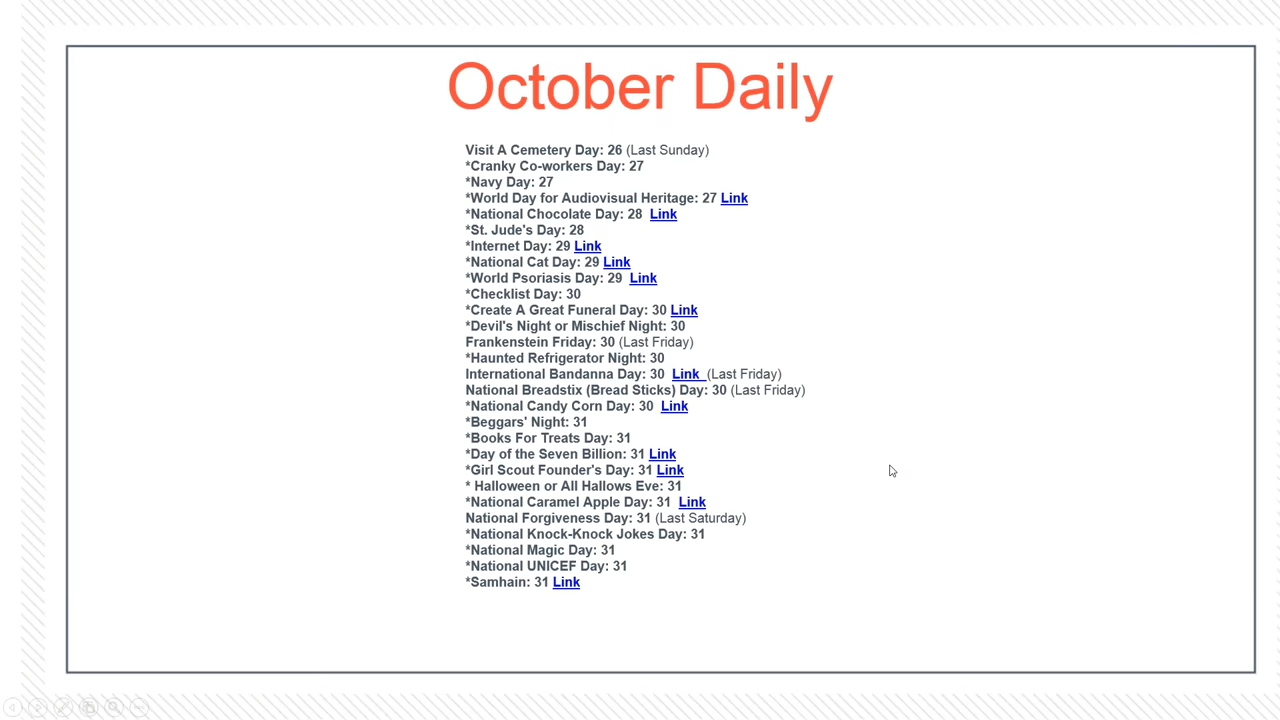 October Daily
Visit A Cemetery Day: 26 (Last Sunday)
*Cranky Co-workers Day: 27
*Navy Day: 27
*World Day for Audiovisual Heritage: 27 Link
*National Chocolate Day: 28  Link
*St. Jude's Day: 28
*Internet Day: 29 Link
*National Cat Day: 29 Link
*World Psoriasis Day: 29  Link
*Checklist Day: 30
*Create A Great Funeral Day: 30 Link
*Devil's Night or Mischief Night: 30
Frankenstein Friday: 30 (Last Friday)
*Haunted Refrigerator Night: 30
International Bandanna Day: 30  Link  (Last Friday)
National Breadstix (Bread Sticks) Day: 30 (Last Friday)
*National Candy Corn Day: 30  Link
*Beggars' Night: 31
*Books For Treats Day: 31
*Day of the Seven Billion: 31 Link
*Girl Scout Founder's Day: 31 Link
* Halloween or All Hallows Eve: 31
*National Caramel Apple Day: 31  Link
National Forgiveness Day: 31 (Last Saturday)
*National Knock-Knock Jokes Day: 31
*National Magic Day: 31
*National UNICEF Day: 31
*Samhain: 31 Link